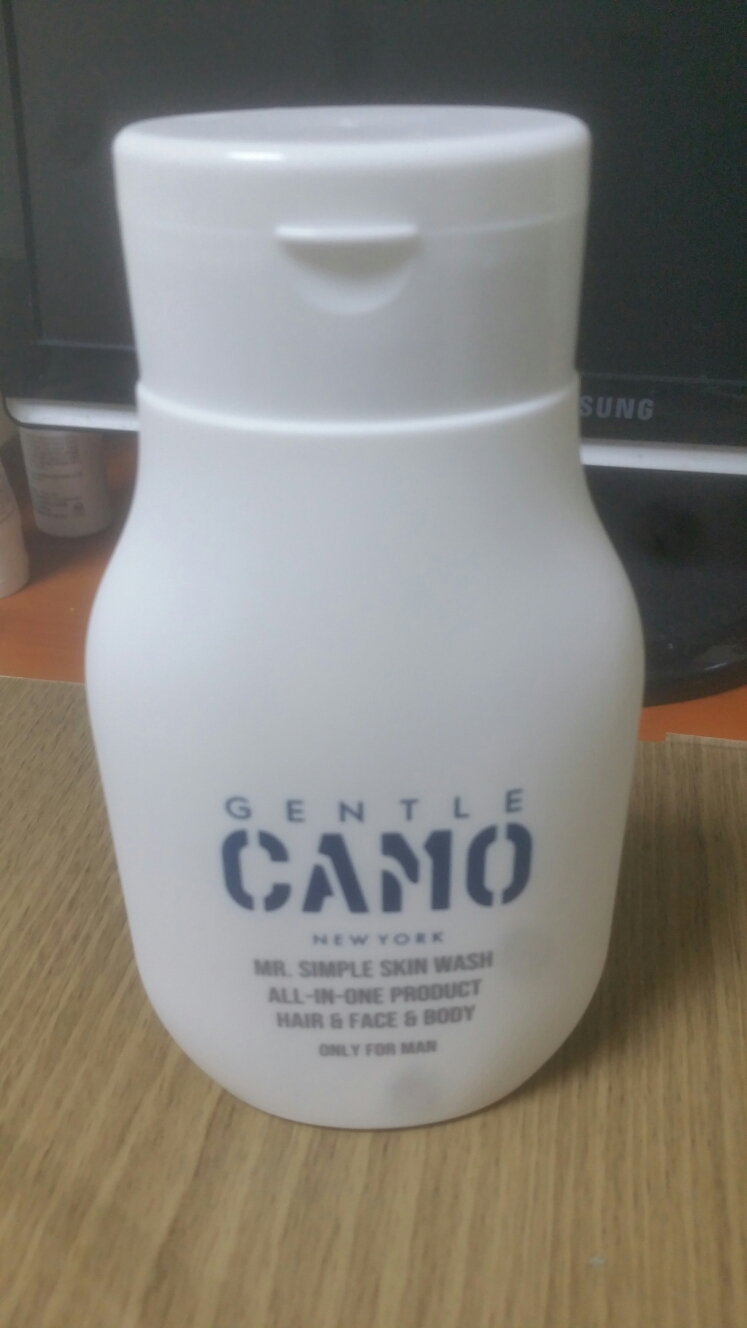 SUNG
GENTLE
CAMO
NEW YORK
MR. SIMPLE SKIN WASH
ALL-IN-ONE PRODUCT
HAIR & FACE & BODY
ONLY FOR MAN